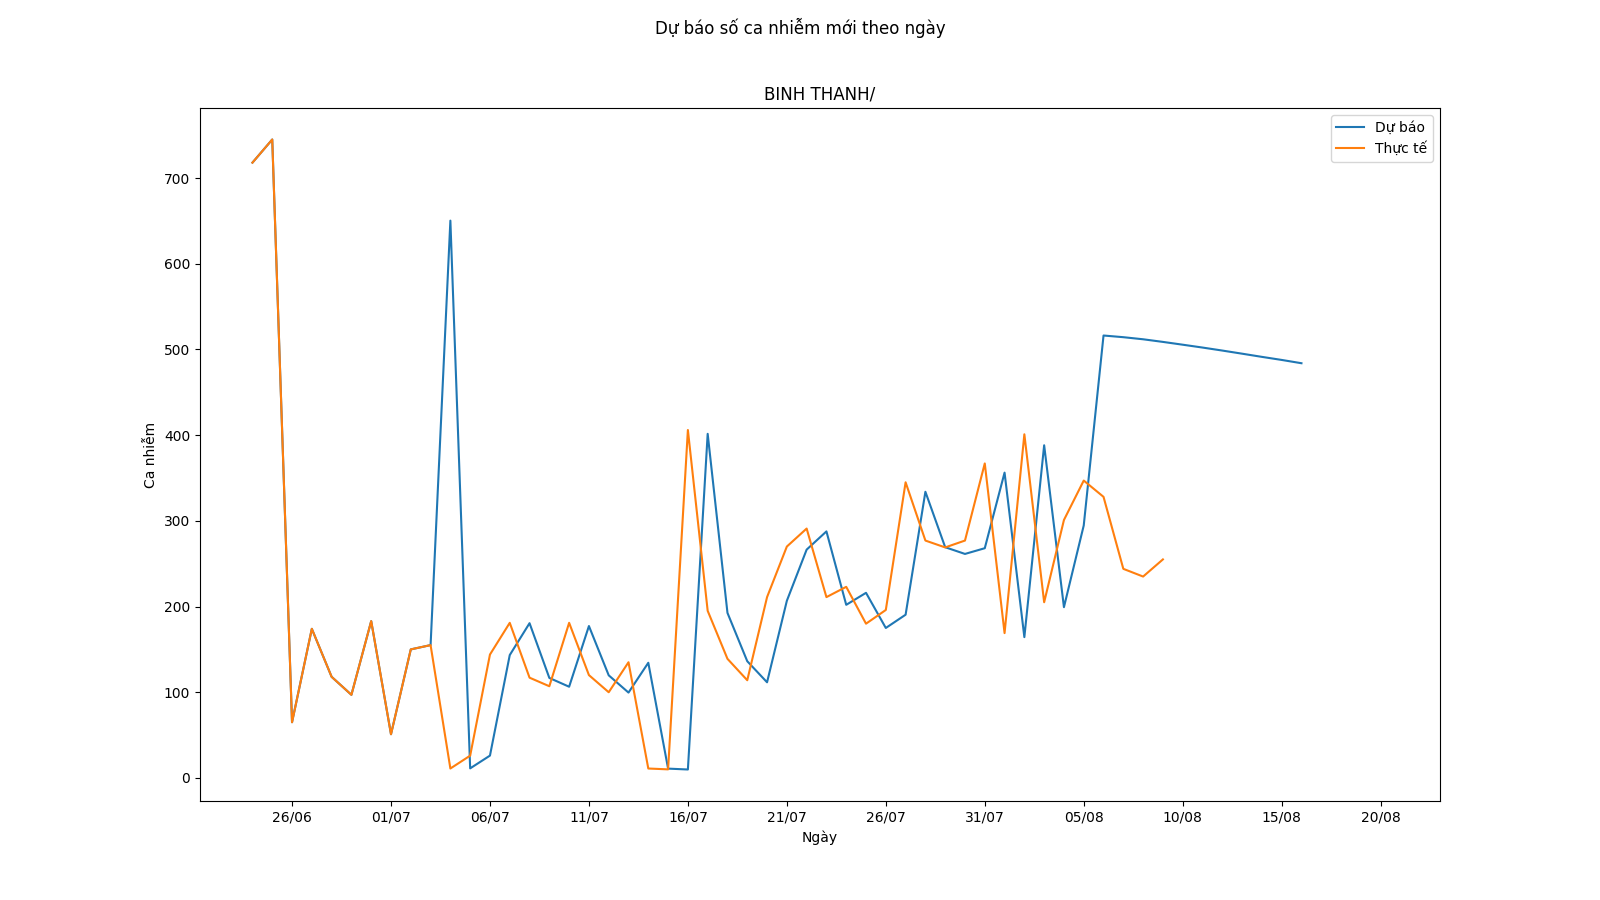 Dự báo số ca nhiễm mới theo ngày
BINH THANH/
Dự báo
Thực tế
700
600
500
400
300
200
100
0
Ca nhiễm
26/06 01/07 06/07 11/07 16/07 21/07 26/07 31/07 05/08 10/08 15/08 20/08
Ngày